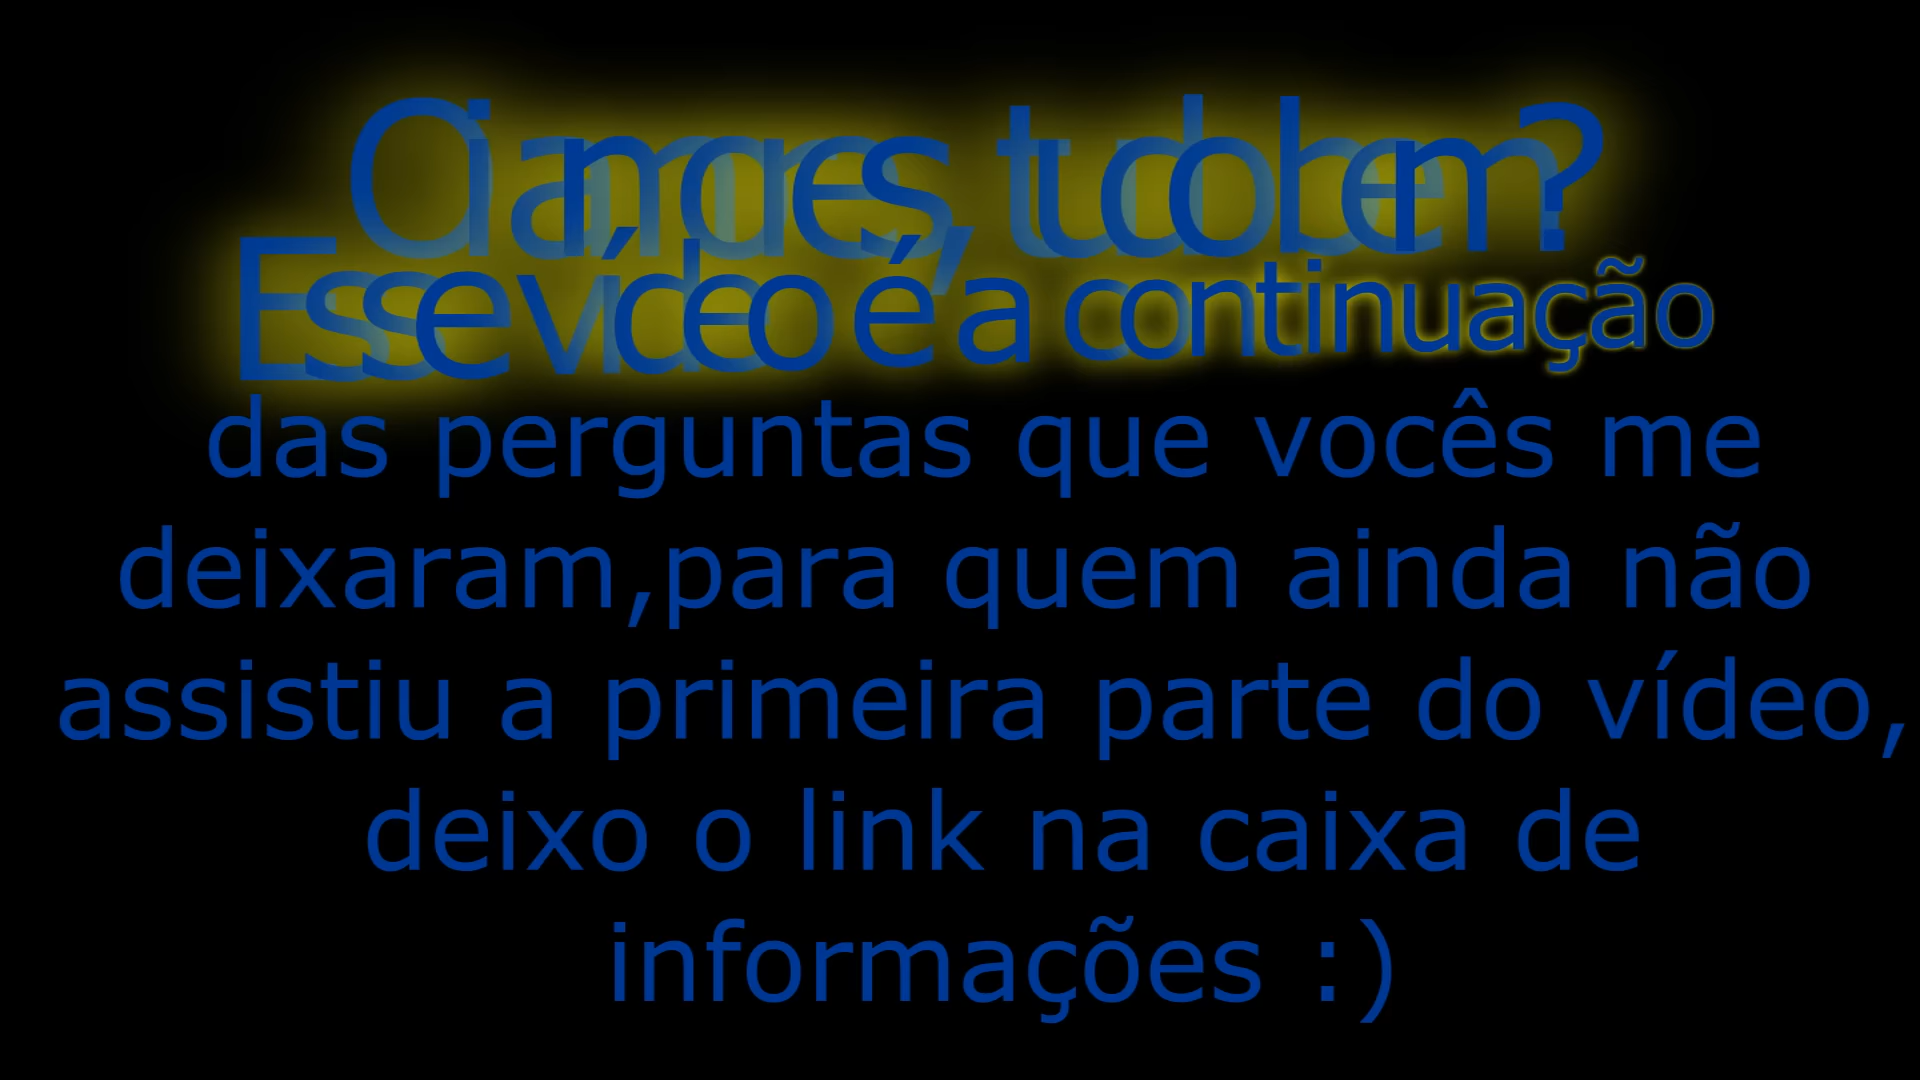 Oi amores, tudo bem?
Esse vídeo é a continuação
das perguntas que vocês me
deixaram,para quem ainda não
assistiu a primeira parte do vídeo,
deixo o link na caixa de
informações :)